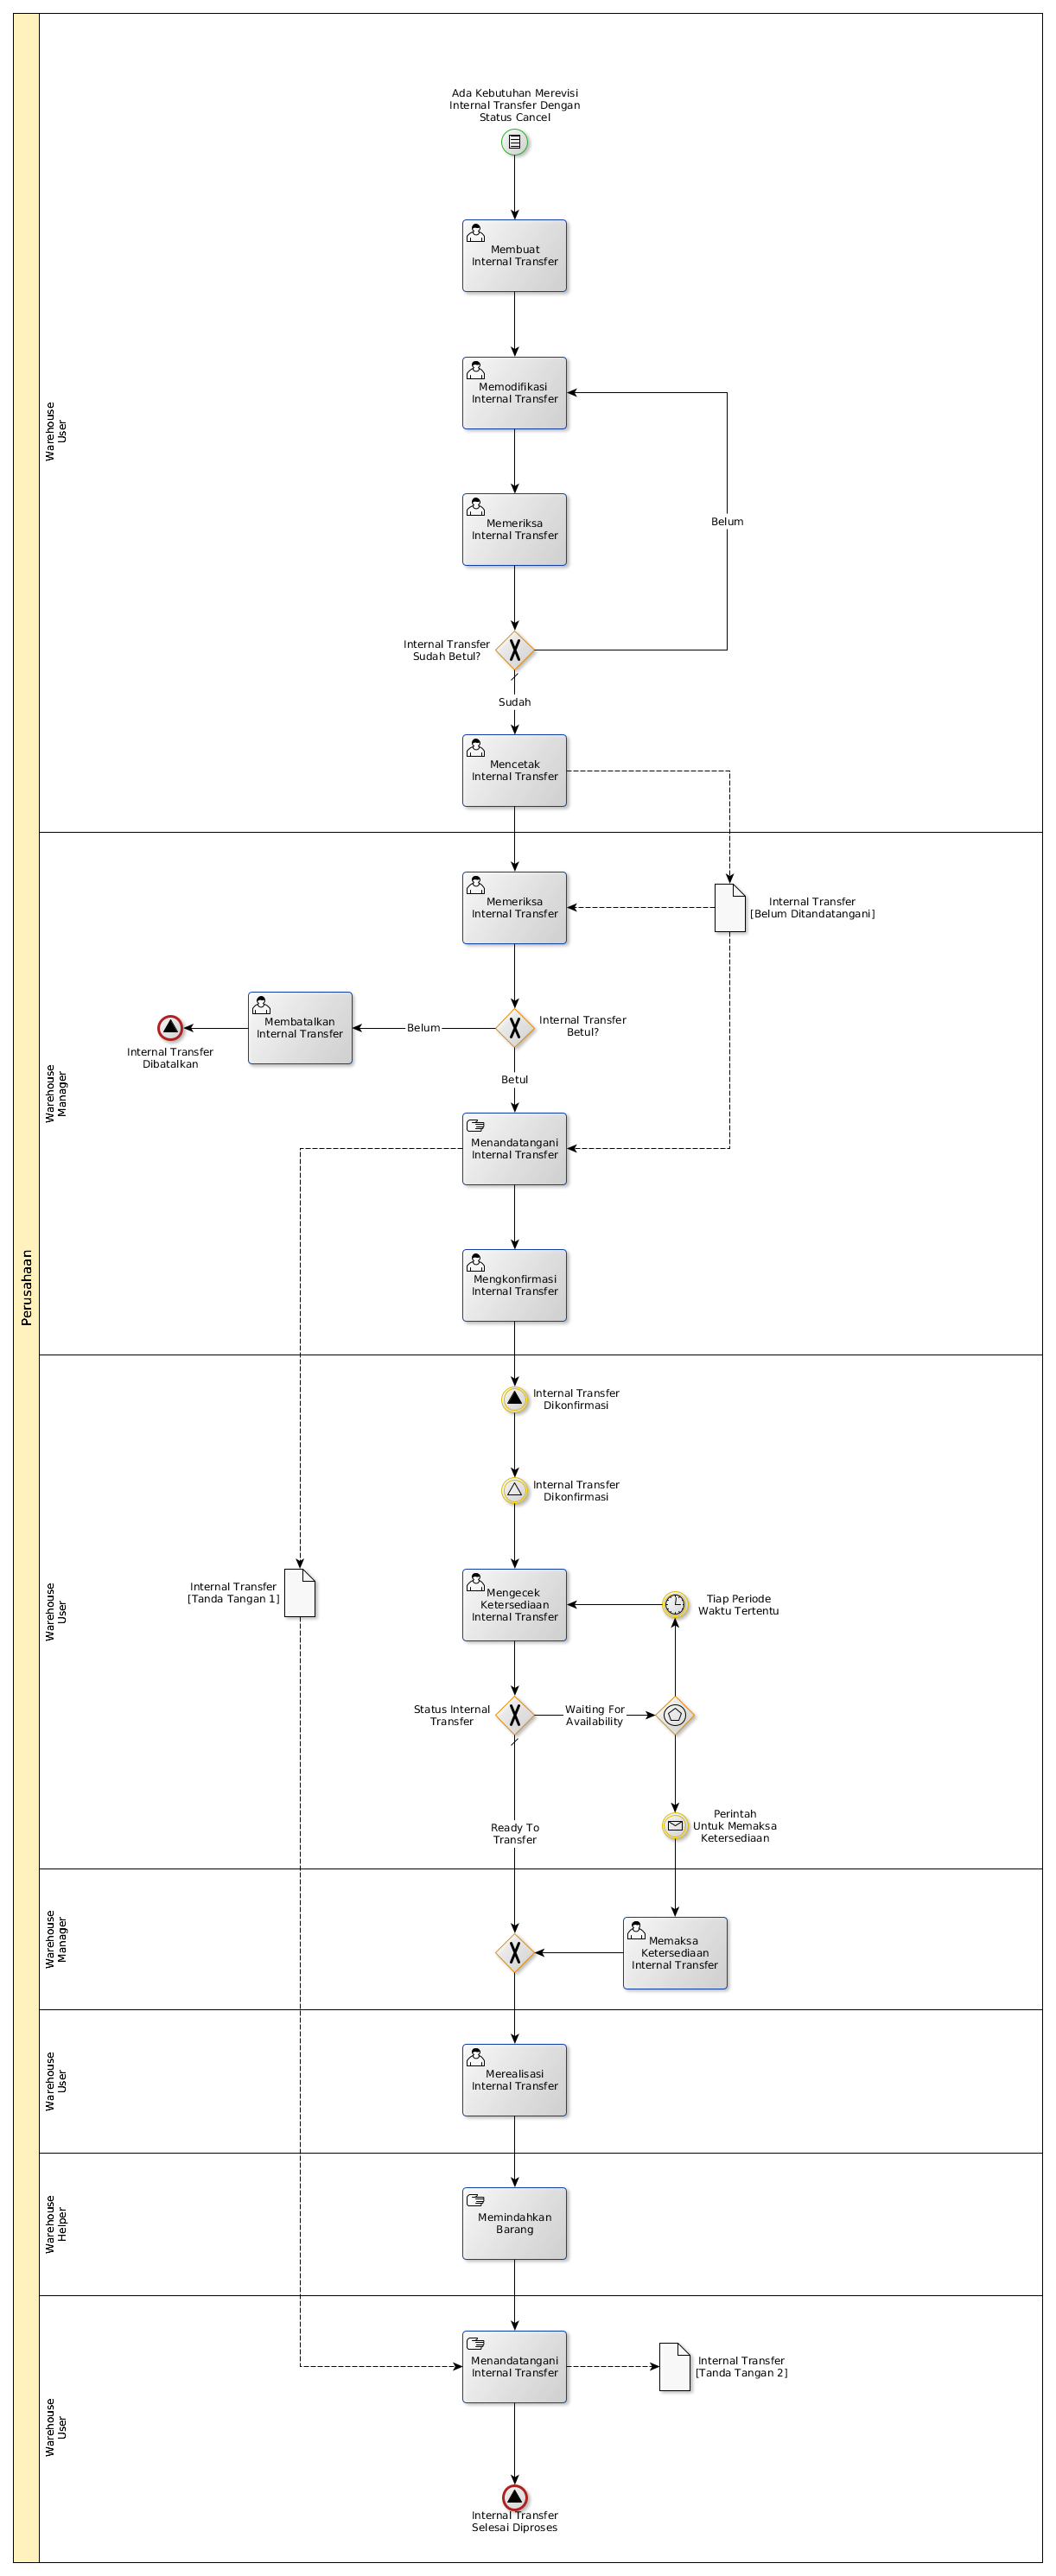 Perusahaan
Warehouse
User
Ada Kebutuhan Merevisi
Internal Transfer Dengan
Status Cancel
Membuat
Internal Transfer
Memodifikasi
Internal Transfer
Memeriksa
Internal Transfer
Belum
Internal Transfer
Sudah Betul?
Sudah
Mencetak
Internal Transfer
Warehouse
Manager
Memeriksa
Internal Transfer
Internal Transfer
[Belum Ditandatangani]
Internal Transfer
Betul?
Belum
Membatalkan
Internal Transfer
Internal Transfer
Dibatalkan
Betul
Menandatangani
Internal Transfer
Mengkonfirmasi
Internal Transfer
Warehouse
User
Internal Transfer
Dikonfirmasi
Internal Transfer
Dikonfirmasi
Internal Transfer
[Tanda Tangan 1]
Mengecek
Ketersediaan
Internal Transfer
Tiap Periode
Waktu Tertentu
Status Internal
Transfer
Waiting For
Availability
Perintah
Untuk Memaksa
Ketersediaan
Ready To
Transfer
Warehouse
Manager
Memaksa
Ketersediaan
Internal Transfer
Warehouse
User
Merealisasi
Internal Transfer
Warehouse
Helper
Memindahkan
Barang
Warehouse
User
Menandatangani
Internal Transfer
Internal Transfer
[Tanda Tangan 2]
Internal Transfer
Selesai Diproses